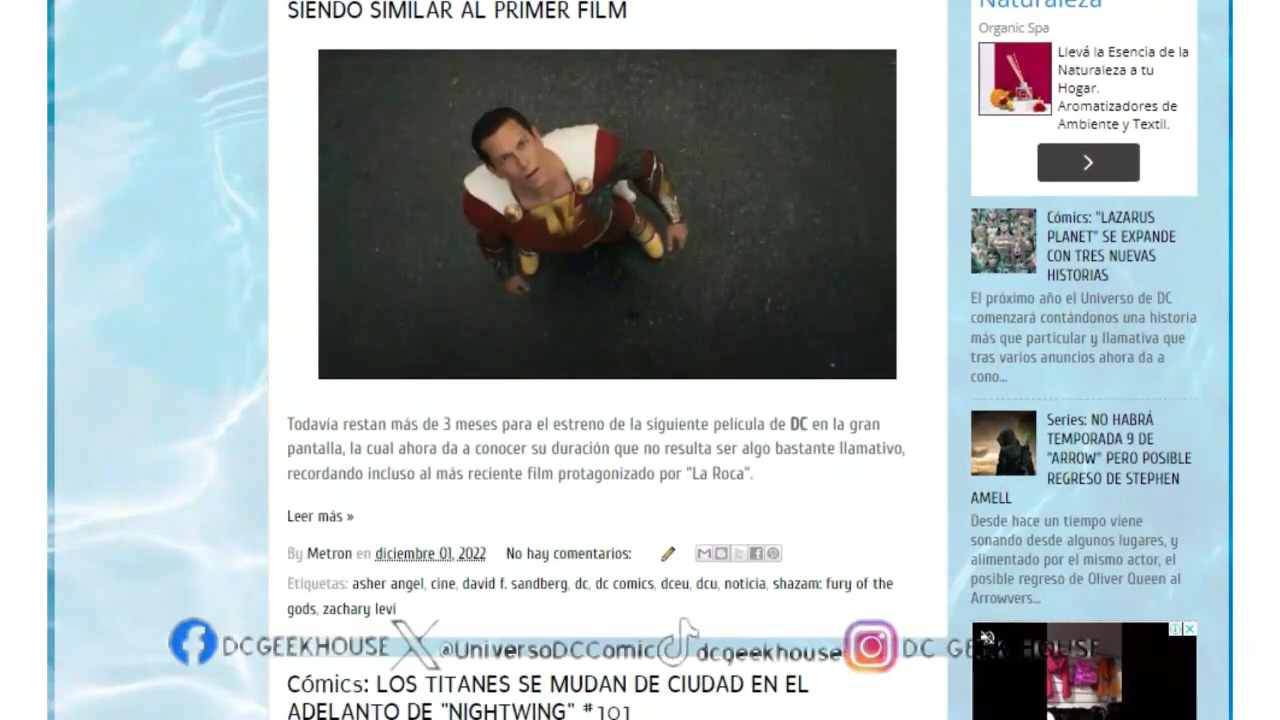 SIENDO SIMILAR AL PRIMER FILM
Todavía restan más de 3 meses para el estreno de la siguiente película de DC en la gran
pantalla, la cual ahora da a conocer su duración que no resulta ser algo bastante llamativo,
recordando incluso al más reciente film protagonizado por "La Roca".
Leer más »
By Metron en diciembre 01, 2022 No hay comentarios:
Etiquetas: asher angel, cine, david f. sandberg, dc, dc comics, dceu, dcu, noticia, shazam: fury of the
gods, zachary levi
Cómics: LOS TITANES SE MUDAN DE CIUDAD EN EL
ADELANTO DE "NIGHTWING" #101
Naturaleza
Organic Spa
Llevá la Esencia de la
Naturaleza a tu
Hogar.
Aromatizadores de
Ambiente y Textil.
Cómics: "LAZARUS
PLANET" SE EXPANDE
CON TRES NUEVAS
HISTORIAS
El próximo año el Universo de DC
comenzará contándonos una historia
más que particular y llamativa que
tras varios anuncios ahora da a
cono...
Series: NO HABRÁ
TEMPORADA 9 DE
"ARROW" PERO POSIBLE
REGRESO DE STEPHEN
AMELL
Desde hace un tiempo viene
sonando desde algunos lugares, y
alimentado por el mismo actor, el
posible regreso de Oliver Queen al
Arrowvers...
DCGEEKHOUSE @UniversoDCComic dcgeekhouse DC GEEK HOUSE